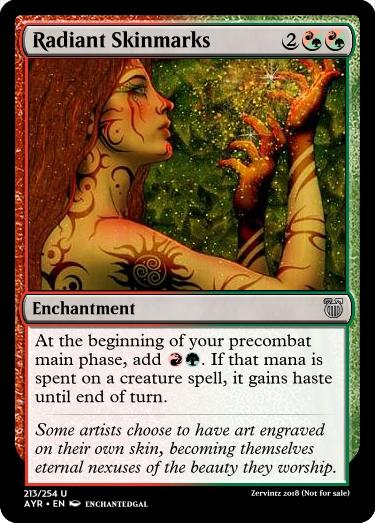 Radiant Skinmarks 2
Enchantment
At the beginning of your precombat
main phase, add . If that mana is
spent on a creature spell, it gains haste
until end of turn.
Some artists choose to have art engraved
on their own skin, becoming themselves
eternal nexuses of the beauty they worship.
213/254 U
Zervintz 2018 (Not for sale)
AYR • EN ENCHANTEDGAL